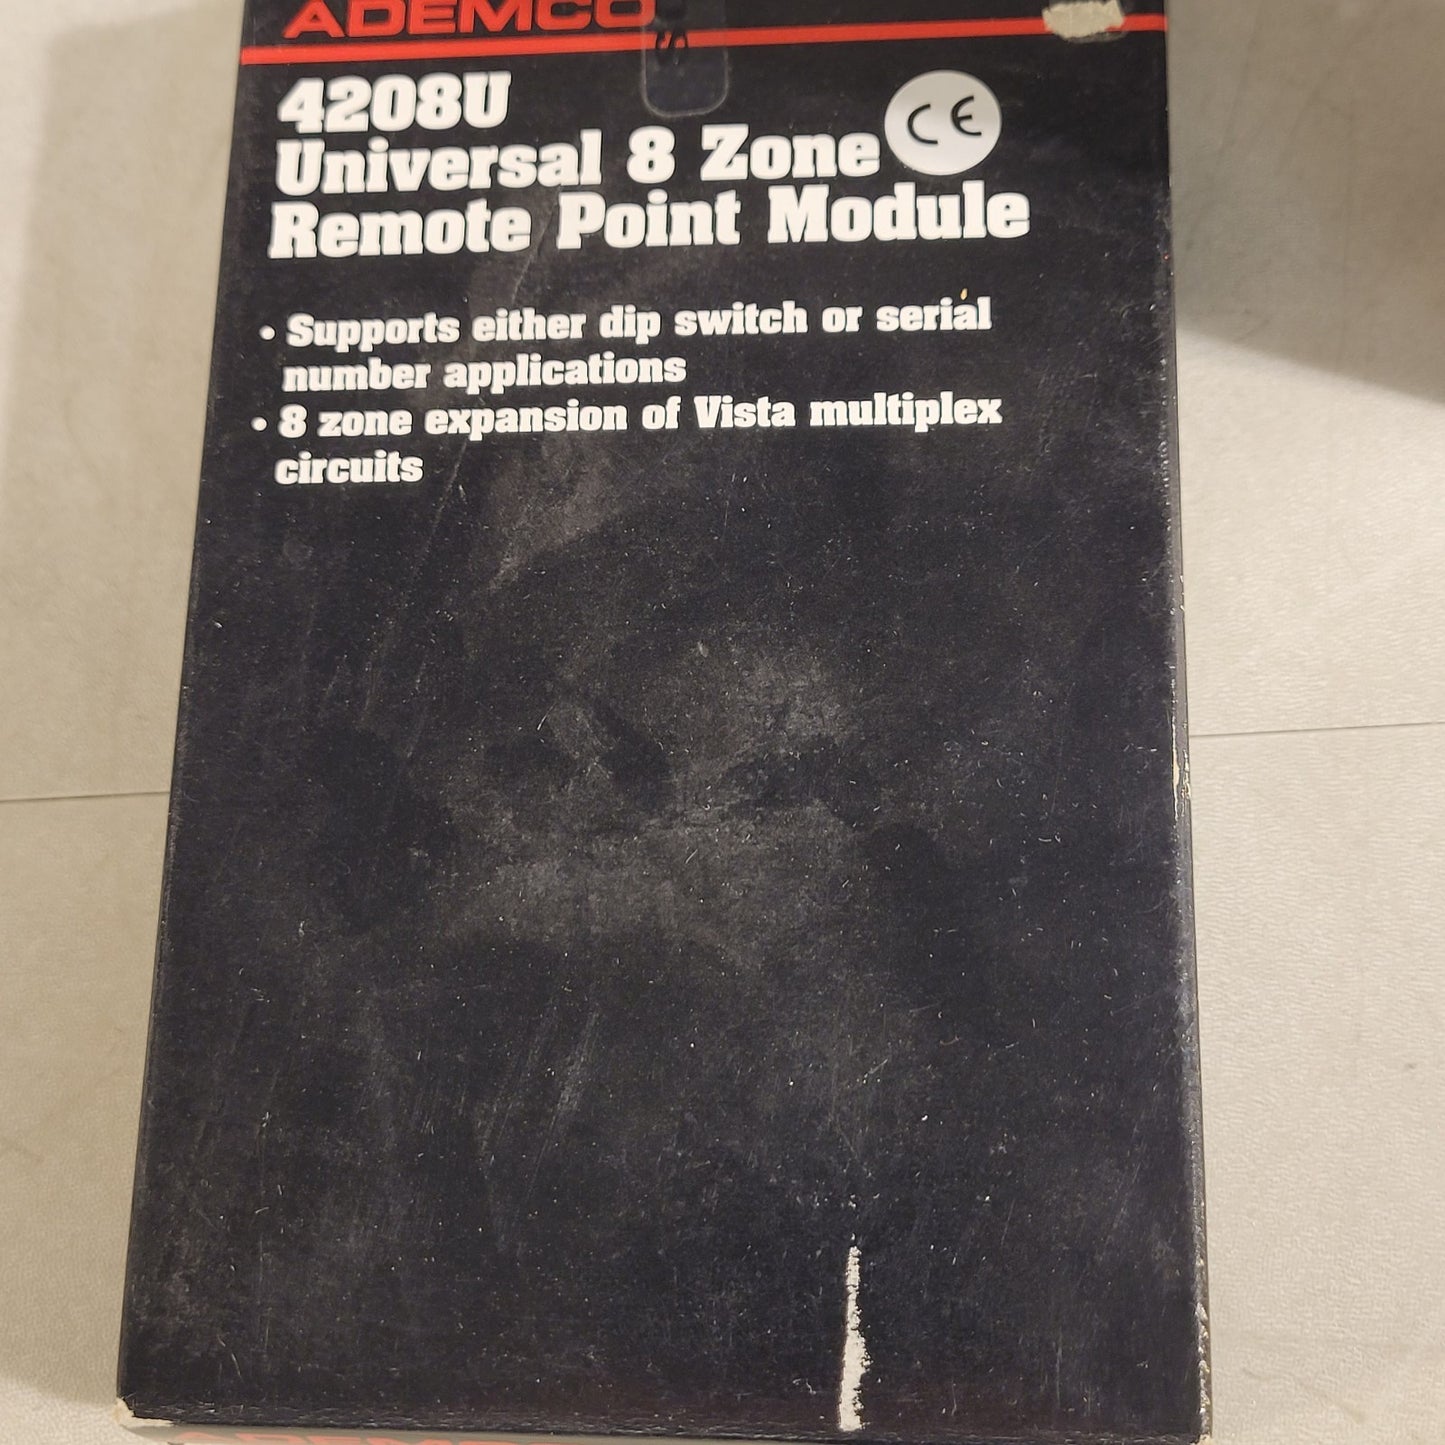 ADEMCO
4208U
Universal 8 Zone
CE
Remote Point Module
• Supports either dip switch or serial
number applications
• 8 zone expansion of Vista multiplex
circuits
ADEMCO